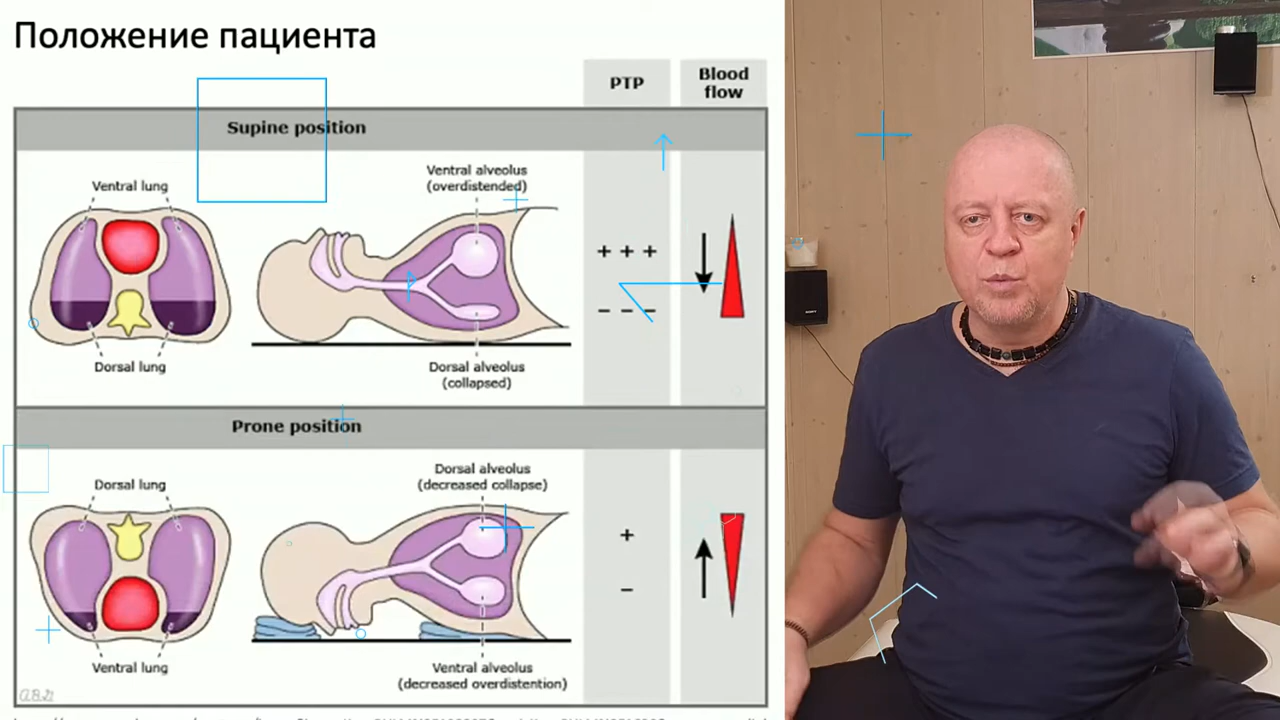 Положение пациента
PTP
Blood
flow
Supine position
Ventral lung
Ventral alveolus
(overdistended)
+ + +
– – –
Dorsal lung
Dorsal alveolus
(collapsed)
Prone position
Dorsal lung
Dorsal alveolus
(decreased collapse)
+
–
Ventral lung
Ventral alveolus
(decreased overdistention)